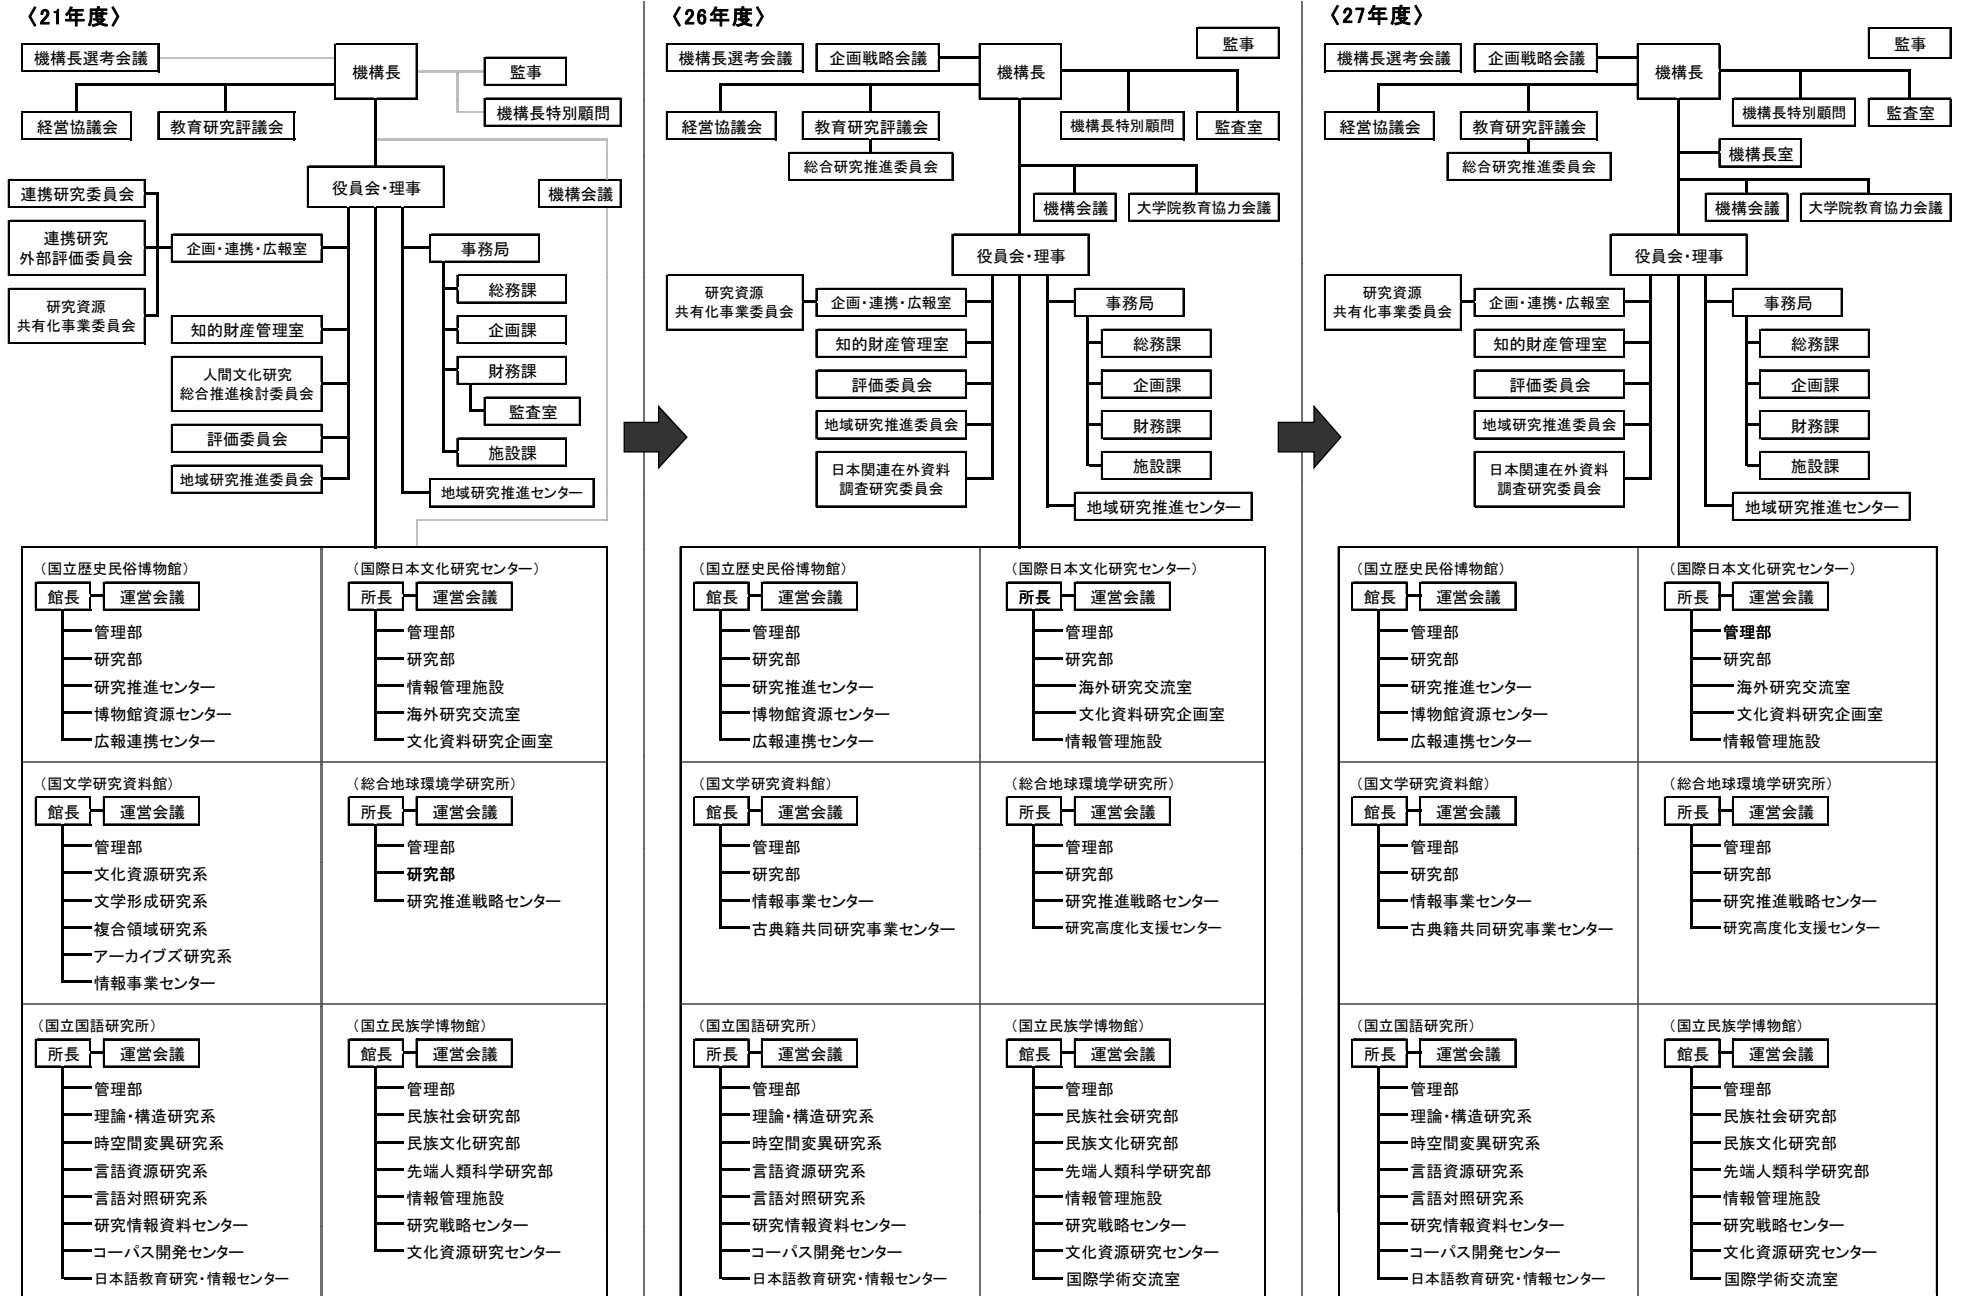 〈21年度〉
機構長選考会議
機構長
監事
機構長特別顧問
経営協議会
教育研究評議会
役員会・理事
機構会議
連携研究委員会
連携研究
外部評価委員会
研究資源
共有化事業委員会
企画・連携・広報室
知的財産管理室
人間文化研究
総合推進検討委員会
評価委員会
地域研究推進委員会
事務局
総務課
企画課
財務課
監査室
施設課
地域研究推進センター
（国立歴史民俗博物館）
館長
運営会議
管理部
研究部
研究推進センター
博物館資源センター
広報連携センター
（国際日本文化研究センター）
所長
運営会議
管理部
研究部
情報管理施設
海外研究交流室
文化資料研究企画室
（国文学研究資料館）
館長
運営会議
管理部
文化資源研究系
文学形成研究系
複合領域研究系
アーカイブズ研究系
情報事業センター
（総合地球環境学研究所）
所長
運営会議
管理部
研究部
研究推進戦略センター
（国立国語研究所）
所長
運営会議
管理部
理論・構造研究系
時空間変異研究系
言語資源研究系
言語対照研究系
研究情報資料センター
コーパス開発センター
日本語教育研究・情報センター
（国立民族学博物館）
館長
運営会議
管理部
民族社会研究部
民族文化研究部
先端人類科学研究部
情報管理施設
研究戦略センター
文化資源研究センター
〈26年度〉
機構長選考会議
企画戦略会議
機構長
監事
経営協議会
教育研究評議会
機構長特別顧問
監査室
総合研究推進委員会
機構会議
大学院教育協力会議
役員会・理事
研究資源
共有化事業委員会
企画・連携・広報室
知的財産管理室
評価委員会
地域研究推進委員会
日本関連在外資料
調査研究委員会
事務局
総務課
企画課
財務課
施設課
地域研究推進センター
（国立歴史民俗博物館）
館長
運営会議
管理部
研究部
研究推進センター
博物館資源センター
広報連携センター
（国際日本文化研究センター）
所長
運営会議
管理部
研究部
海外研究交流室
文化資料研究企画室
情報管理施設
（国文学研究資料館）
館長
運営会議
管理部
研究部
情報事業センター
古典籍共同研究事業センター
（総合地球環境学研究所）
所長
運営会議
管理部
研究部
研究推進戦略センター
研究高度化支援センター
（国立国語研究所）
所長
運営会議
管理部
理論・構造研究系
時空間変異研究系
言語資源研究系
言語対照研究系
研究情報資料センター
コーパス開発センター
日本語教育研究・情報センター
（国立民族学博物館）
館長
運営会議
管理部
民族社会研究部
民族文化研究部
先端人類科学研究部
情報管理施設
研究戦略センター
文化資源研究センター
国際学術交流室
〈27年度〉
機構長選考会議
企画戦略会議
機構長
監事
経営協議会
教育研究評議会
機構長特別顧問
監査室
総合研究推進委員会
機構長室
機構会議
大学院教育協力会議
役員会・理事
研究資源
共有化事業委員会
企画・連携・広報室
知的財産管理室
評価委員会
地域研究推進委員会
日本関連在外資料
調査研究委員会
事務局
総務課
企画課
財務課
施設課
地域研究推進センター
（国立歴史民俗博物館）
館長
運営会議
管理部
研究部
研究推進センター
博物館資源センター
広報連携センター
（国際日本文化研究センター）
所長
運営会議
管理部
研究部
海外研究交流室
文化資料研究企画室
情報管理施設
（国文学研究資料館）
館長
運営会議
管理部
研究部
情報事業センター
古典籍共同研究事業センター
（総合地球環境学研究所）
所長
運営会議
管理部
研究部
研究推進戦略センター
研究高度化支援センター
（国立国語研究所）
所長
運営会議
管理部
理論・構造研究系
時空間変異研究系
言語資源研究系
言語対照研究系
研究情報資料センター
コーパス開発センター
日本語教育研究・情報センター
（国立民族学博物館）
館長
運営会議
管理部
民族社会研究部
民族文化研究部
先端人類科学研究部
情報管理施設
研究戦略センター
文化資源研究センター
国際学術交流室